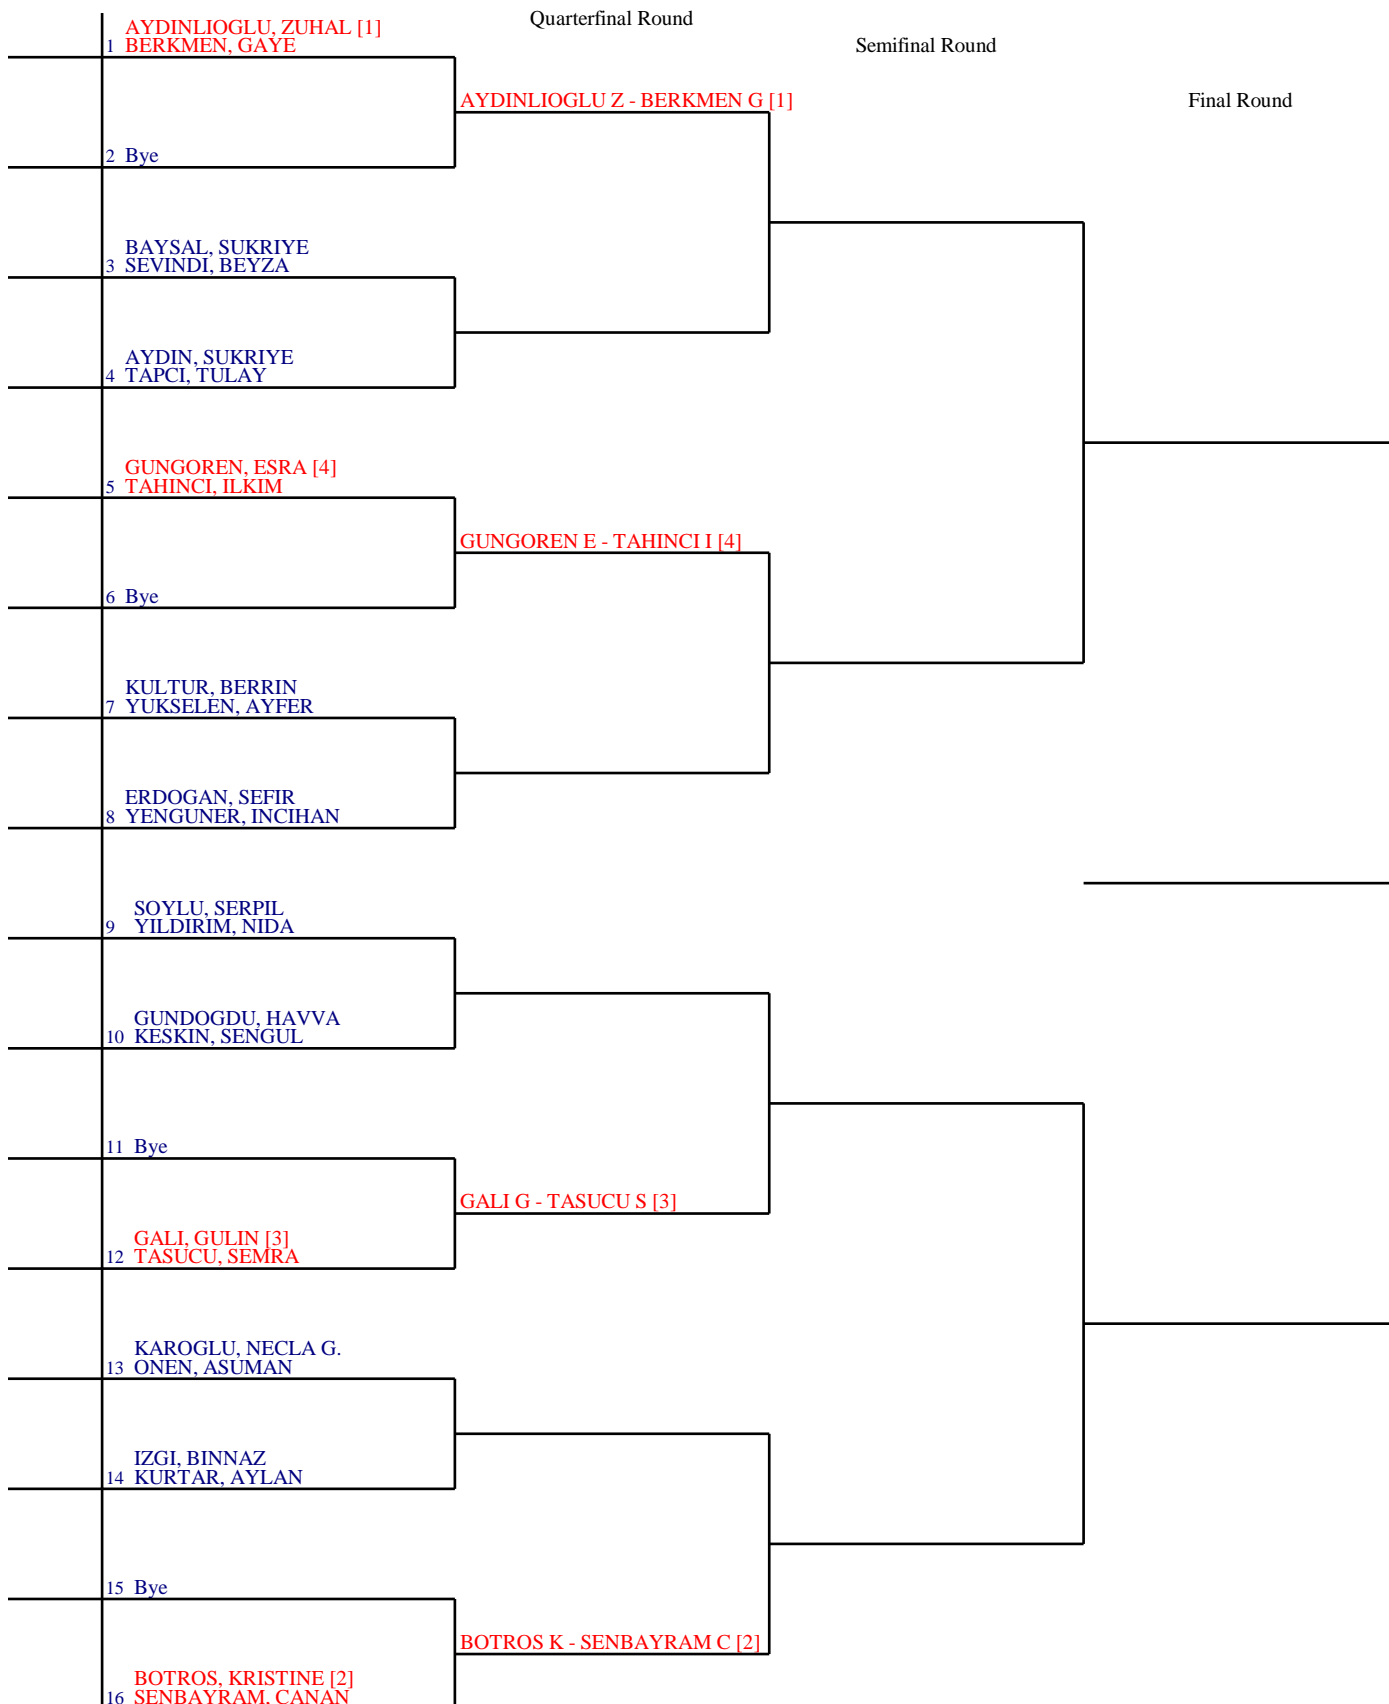 Quarterfinal Round
Semifinal Round
Final Round
AYDINLIOGLU, ZUHAL [1]
1 BERKMEN, GAYE
AYDINLIOGLU Z - BERKMEN G [1]
2 Bye
BAYSAL, SUKRIYE
3 SEVINDI, BEYZA
AYDIN, SUKRIYE
4 TAPCI, TULAY
GUNGOREN, ESRA [4]
5 TAHINCI, ILKIM
GUNGOREN E - TAHINCI I [4]
6 Bye
KULTUR, BERRIN
7 YUKSELEN, AYFER
ERDOGAN, SEFIR
8 YENGUNER, INCIHAN
SOYLU, SERPIL
9 YILDIRIM, NIDA
GUNDOGDU, HAVVA
10 KESKIN, SENGUL
11 Bye
GALI G - TASUCU S [3]
GALI, GULIN [3]
12 TASUCU, SEMRA
KAROGLU, NECLA G.
13 ONEN, ASUMAN
IZGI, BINNAZ
14 KURTAR, AYLAN
15 Bye
BOTROS K - SENBAYRAM C [2]
BOTROS, KRISTINE [2]
16 SENBAYRAM, CANAN